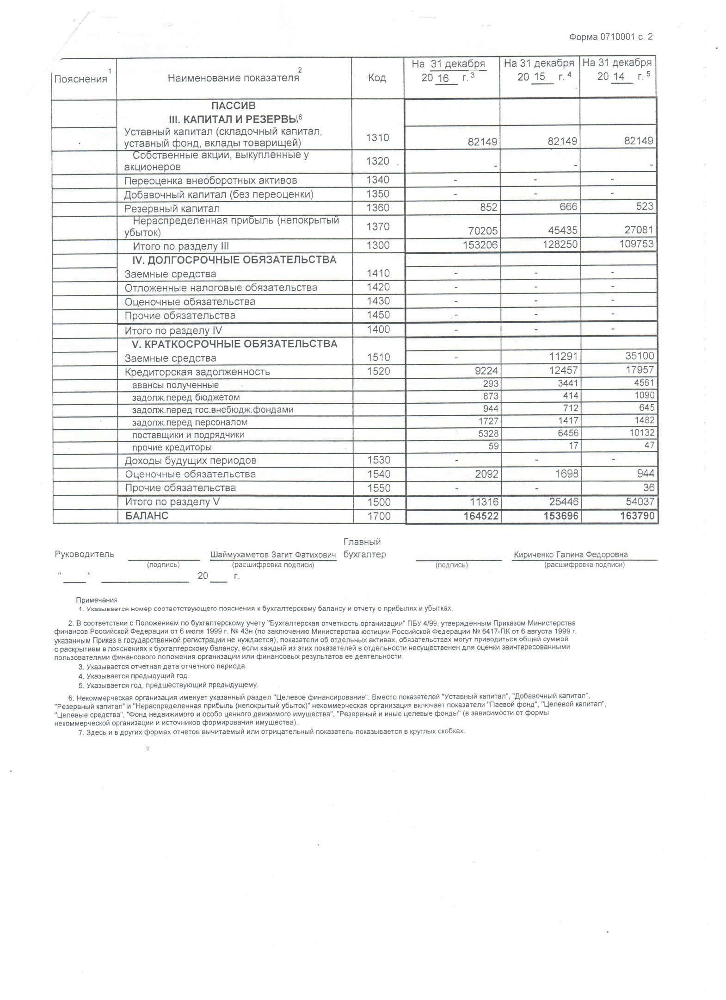 Форма 0710001 с. 2
Пояснения 1 Наименование показателя 2 Код На 31 декабря 20 16 г. 3 На 31 декабря 20 15 г. 4 На 31 декабря 20 14 г. 5
ПАССИВ
III. КАПИТАЛ И РЕЗЕРВЫ 6
Уставный капитал (складочный капитал,
уставный фонд, вклады товарищей) 1310 82149 82149 82149
Собственные акции, выкупленные у
акционеров 1320 - - -
Переоценка внеоборотных активов 1340 - - -
Добавочный капитал (без переоценки) 1350 - - -
Резервный капитал 1360 852 666 523
Нераспределенная прибыль (непокрытый
убыток) 1370 70205 45435 27081
Итого по разделу III 1300 153206 128250 109753
IV. ДОЛГОСРОЧНЫЕ ОБЯЗАТЕЛЬСТВА
Заемные средства 1410 - - -
Отложенные налоговые обязательства 1420 - - -
Оценочные обязательства 1430 - - -
Прочие обязательства 1450 - - -
Итого по разделу IV 1400 - - -
V. КРАТКОСРОЧНЫЕ ОБЯЗАТЕЛЬСТВА
Заемные средства 1510 - 11291 35100
Кредиторская задолженность 1520 9224 12457 17957
авансы полученные 293 3441 4561
задолж.перед бюджетом 873 414 1090
задолж.перед гос.внебюдж.фондами 944 712 645
задолж.перед персоналом 1727 1417 1482
поставщики и подрядчики 5328 6456 10132
прочие кредиторы 59 17 47
Доходы будущих периодов 1530 - - -
Оценочные обязательства 1540 2092 1698 944
Прочие обязательства 1550 - - 36
Итого по разделу V 1500 11316 25446 54037
БАЛАНС 1700 164522 153696 163790
Главный
Руководитель Шаймухаметов Загит Фатихович бухгалтер Кириченко Галина Федоровна
(подпись) (расшифровка подписи) (подпись) (расшифровка подписи)
" " 20 г.
Примечания
1. Указывается номер соответствующего пояснения к бухгалтерскому балансу и отчету о прибылях и убытках.
2. В соответствии с Положением по бухгалтерскому учету "Бухгалтерская отчетность организации" ПБУ 4/99, утвержденным Приказом Министерства
финансов Российской Федерации от 6 июля 1999 г. № 43н (по заключению Министерства юстиции Российской Федерации № 6417-ПК от 6 августа 1999 г.
указанным Приказ в государственной регистрации не нуждается), показатели об отдельных активах, обязательствах могут приводиться общей суммой
с раскрытием в пояснениях к бухгалтерскому балансу, если каждый из этих показателей в отдельности несущественен для оценки заинтересованными
пользователями финансового положения организации или финансовых результатов ее деятельности.
3. Указывается отчетная дата отчетного периода.
4. Указывается предыдущий год.
5. Указывается год, предшествующий предыдущему.
6. Некоммерческая организация именует указанный раздел "Целевое финансирование". Вместо показателей "Уставный капитал", "Добавочный капитал",
"Резервный капитал" и "Нераспределенная прибыль (непокрытый убыток)" некоммерческая организация включает показатели "Паевой фонд", "Целевой капитал",
"Целевые средства", "Фонд недвижимого и особо ценного движимого имущества", "Резервный и иные целевые фонды" (в зависимости от формы
некоммерческой организации и источников формирования имущества).
7. Здесь и в других формах отчетов вычитаемый или отрицательный показатель показывается в круглых скобках.